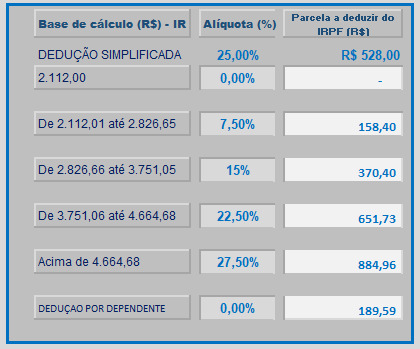 Base de cálculo (R$) - IR Alíquota (%) Parcela a deduzir do
IRPF (R$)
DEDUÇÃO SIMPLIFICADA 25,00% R$ 528,00
2.112,00 0,00% -
De 2.112,01 até 2.826,65 7,50% 158,40
De 2.826,66 até 3.751,05 15% 370,40
De 3.751,06 até 4.664,68 22,50% 651,73
Acima de 4.664,68 27,50% 884,96
DEDUÇAO POR DEPENDENTE 0,00% 189,59